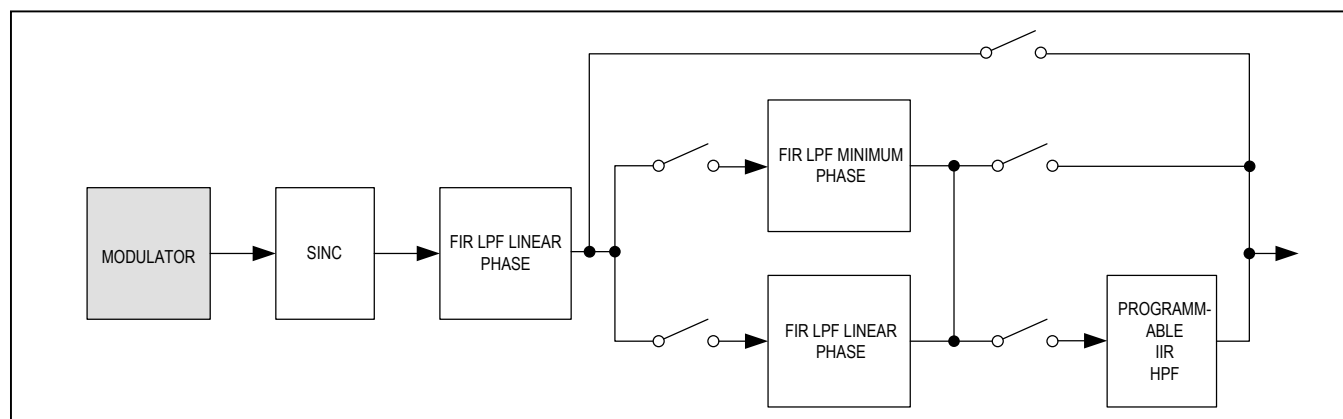 MODULATOR
SINC
FIR LPF LINEAR
PHASE
FIR LPF MINIMUM
PHASE
FIR LPF LINEAR
PHASE
PROGRAMM-
ABLE
IIR
HPF